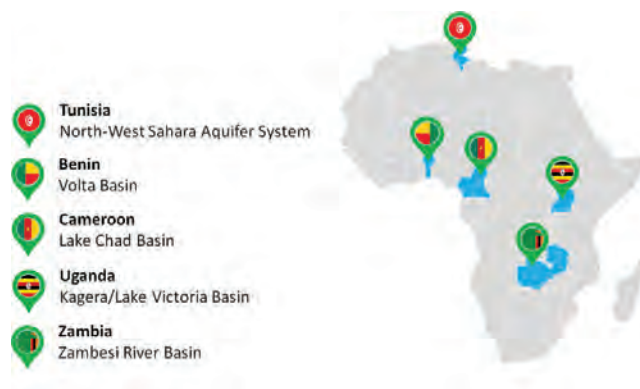 Tunisia
North-West Sahara Aquifer System
Benin
Volta Basin
Cameroon
Lake Chad Basin
Uganda
Kagera/Lake Victoria Basin
Zambia
Zambesi River Basin